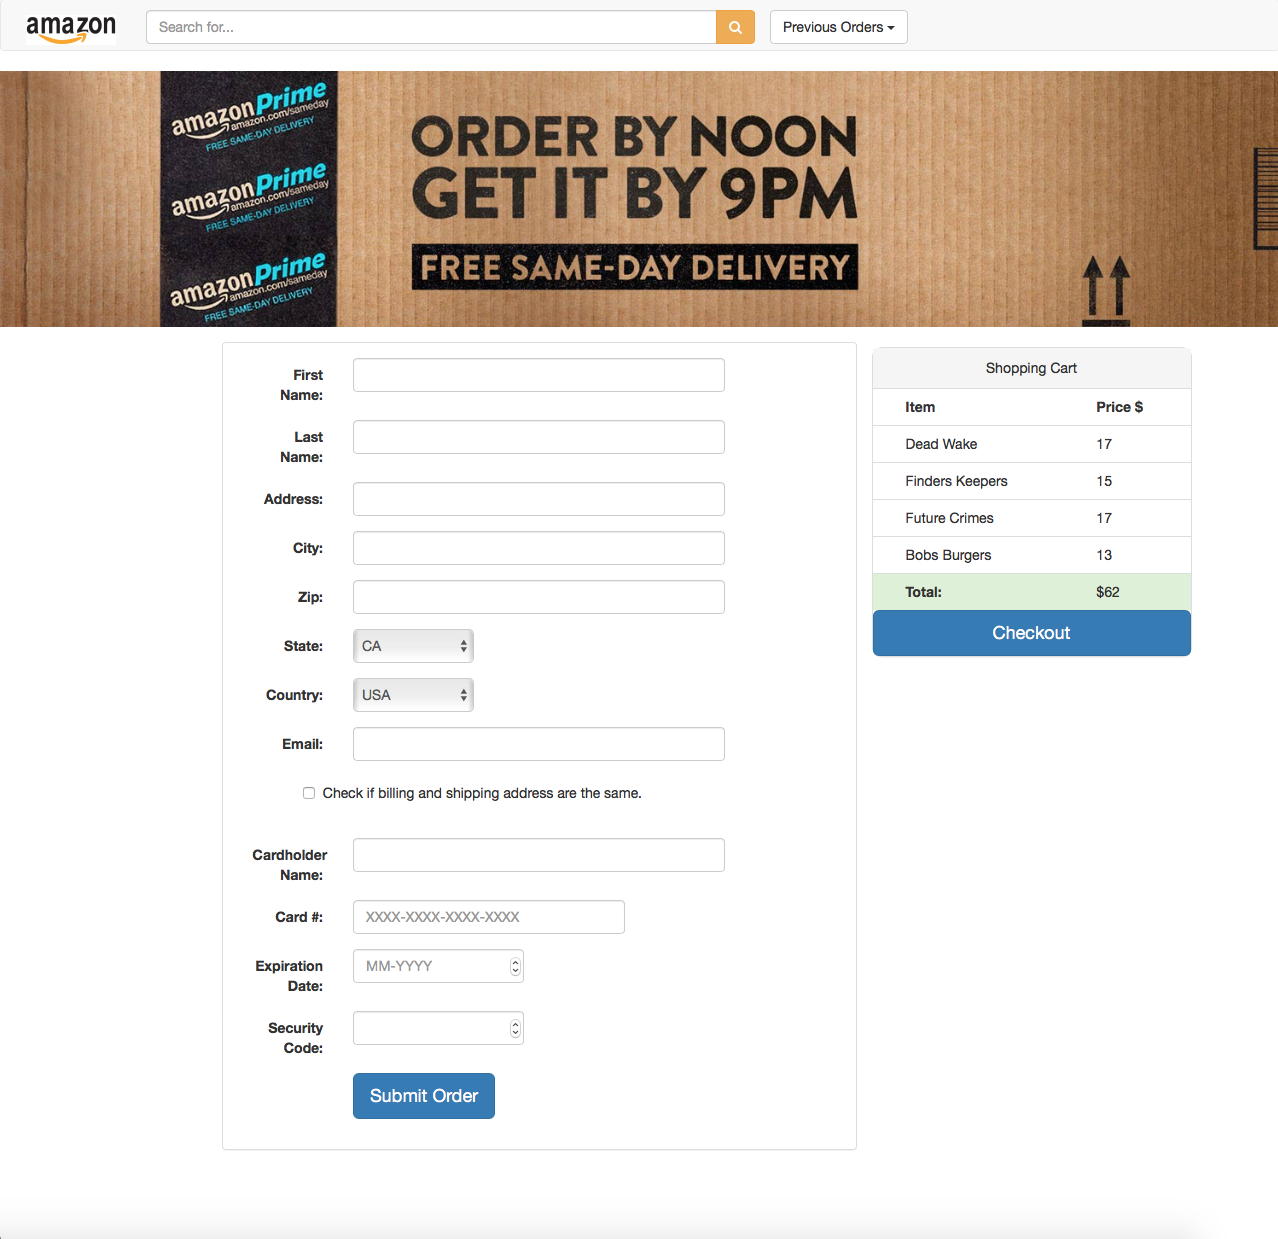 amazon
Search for...
Previous Orders
amazonPrime
amazon.com/sameday
FREE SAME-DAY DELIVERY
amazonPrime
amazon.com/sameday
FREE SAME-DAY DELIVERY
amazonPrime
amazon.com/sameday
FREE SAME-DAY DELIVERY
ORDER BY NOON
GET IT BY 9PM
FREE SAME-DAY DELIVERY
First
Name:
Last
Name:
Address:
City:
Zip:
State:
CA
Country:
USA
Email:
Check if billing and shipping address are the same.
Cardholder
Name:
Card #:
XXXX-XXXX-XXXX-XXXX
Expiration
Date:
MM-YYYY
Security
Code:
Submit Order
Shopping Cart
Item Price $
Dead Wake 17
Finders Keepers 15
Future Crimes 17
Bobs Burgers 13
Total: $62
Checkout